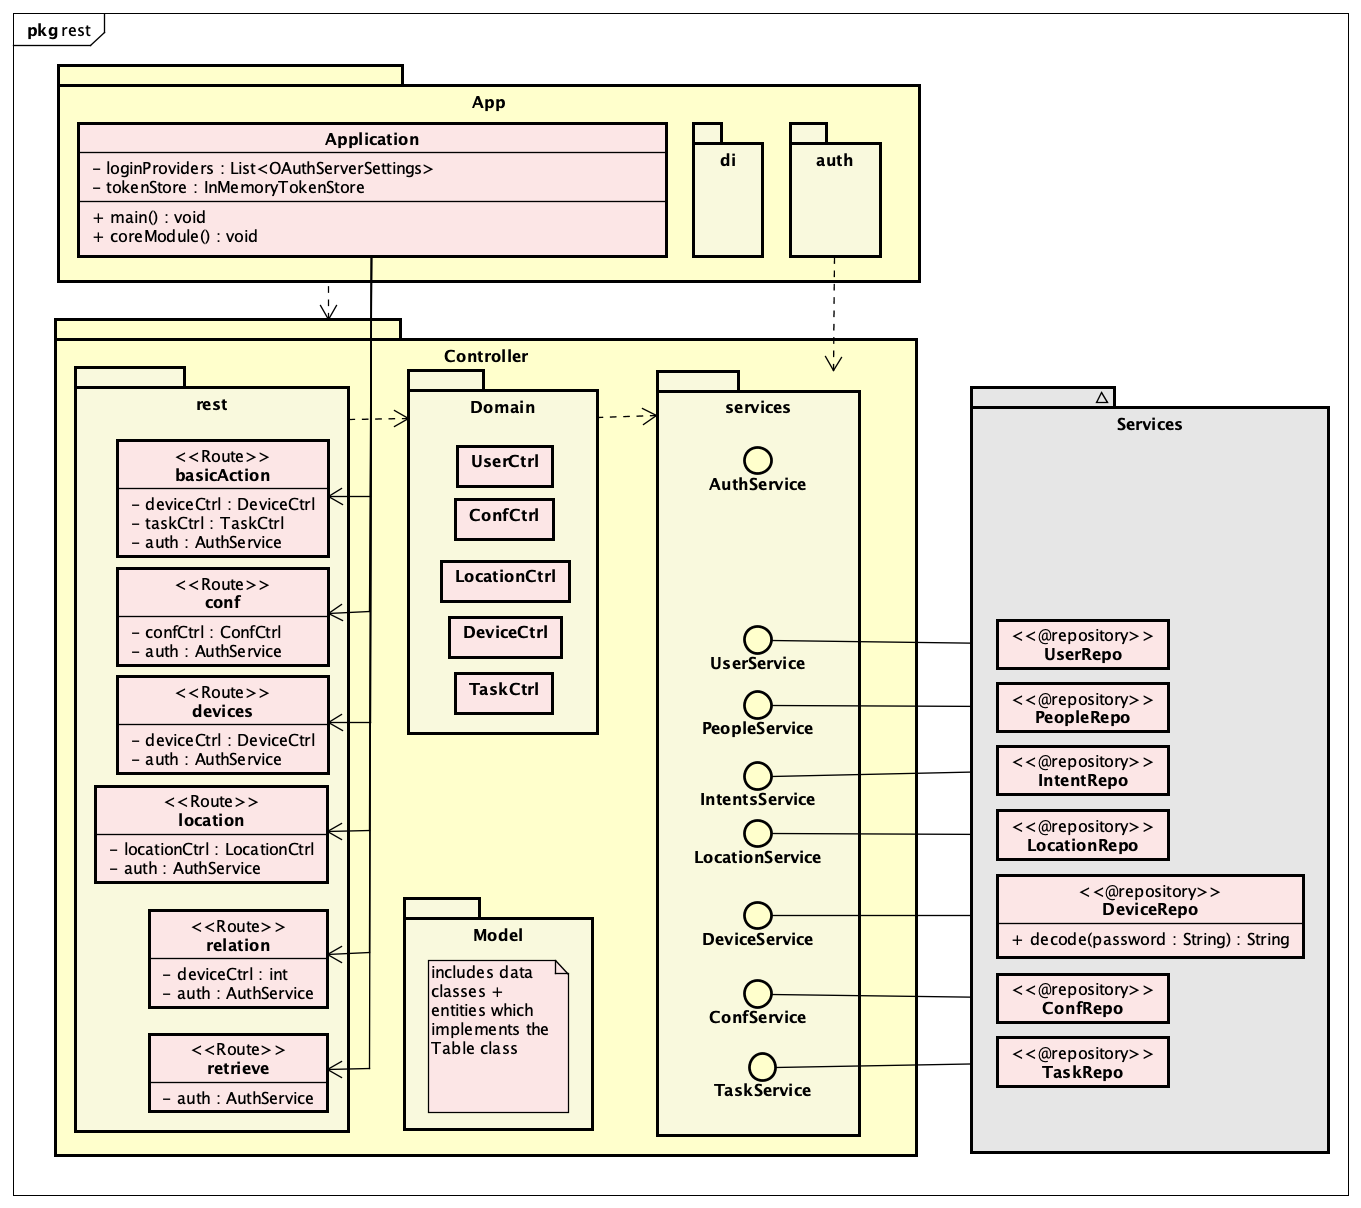 pkg rest
App
Application
- loginProviders : List<OAuthServerSettings>
- tokenStore : InMemoryTokenStore
+ main() : void
+ coreModule() : void
di
auth
Controller
rest
<<Route>>
basicAction
- deviceCtrl : DeviceCtrl
- taskCtrl : TaskCtrl
- auth : AuthService
<<Route>>
conf
- confCtrl : ConfCtrl
- auth : AuthService
<<Route>>
devices
- deviceCtrl : DeviceCtrl
- auth : AuthService
<<Route>>
location
- locationCtrl : LocationCtrl
- auth : AuthService
<<Route>>
relation
- deviceCtrl : int
- auth : AuthService
<<Route>>
retrieve
- auth : AuthService
Domain
UserCtrl
ConfCtrl
LocationCtrl
DeviceCtrl
TaskCtrl
Model
includes data
classes +
entities which
implements the
Table class
services
AuthService
UserService
PeopleService
IntentsService
LocationService
DeviceService
ConfService
TaskService
Services
<<@repository>>
UserRepo
<<@repository>>
PeopleRepo
<<@repository>>
IntentRepo
<<@repository>>
LocationRepo
<<@repository>>
DeviceRepo
+ decode(password : String) : String
<<@repository>>
ConfRepo
<<@repository>>
TaskRepo